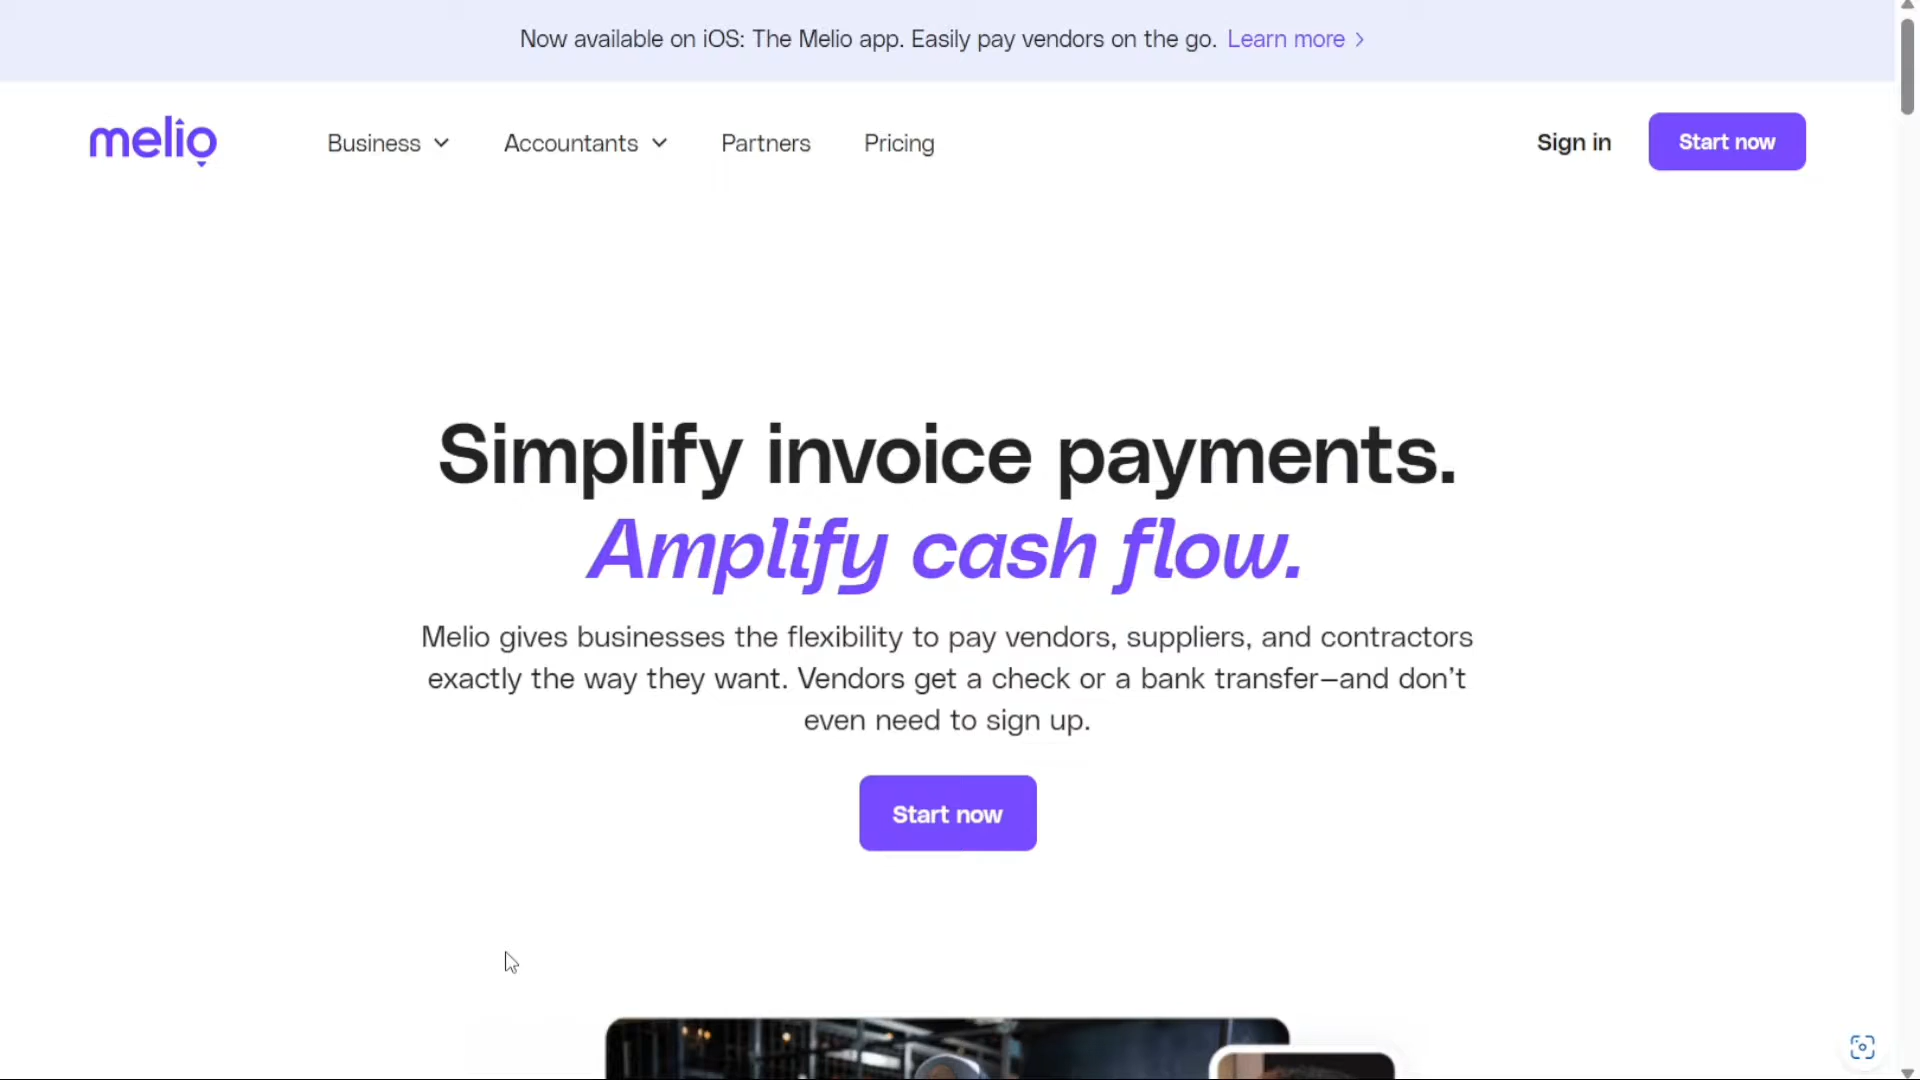 Now available on iOS: The Melio app. Easily pay vendors on the go. Learn more >
melio
Business
Accountants
Partners
Pricing
Sign in
Start now
Simplify invoice payments.
Amplify cash flow.
Melio gives businesses the flexibility to pay vendors, suppliers, and contractors
exactly the way they want. Vendors get a check or a bank transfer—and don’t
even need to sign up.
Start now